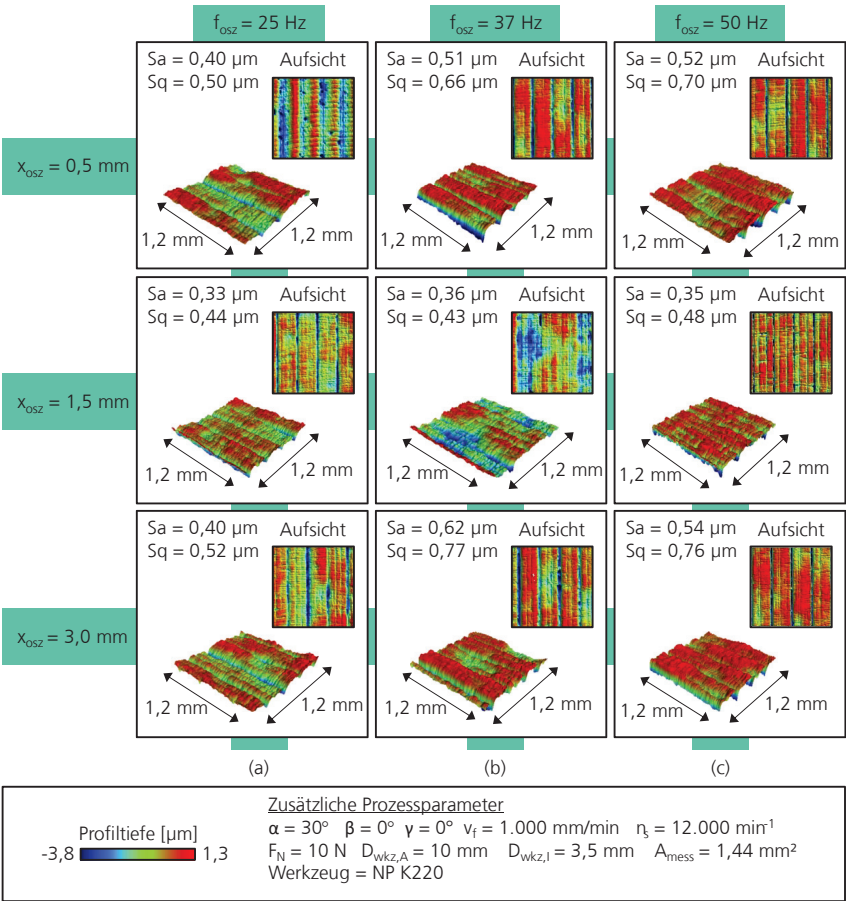 f_osz = 25 Hz
f_osz = 37 Hz
f_osz = 50 Hz
x_osz = 0,5 mm
Sa = 0,40 µm
Sq = 0,50 µm
Aufsicht
1,2 mm
1,2 mm
Sa = 0,51 µm
Sq = 0,66 µm
Aufsicht
1,2 mm
1,2 mm
Sa = 0,52 µm
Sq = 0,70 µm
Aufsicht
1,2 mm
1,2 mm
x_osz = 1,5 mm
Sa = 0,33 µm
Sq = 0,44 µm
Aufsicht
1,2 mm
1,2 mm
Sa = 0,36 µm
Sq = 0,43 µm
Aufsicht
1,2 mm
1,2 mm
Sa = 0,35 µm
Sq = 0,48 µm
Aufsicht
1,2 mm
1,2 mm
x_osz = 3,0 mm
Sa = 0,40 µm
Sq = 0,52 µm
Aufsicht
1,2 mm
1,2 mm
Sa = 0,62 µm
Sq = 0,77 µm
Aufsicht
1,2 mm
1,2 mm
Sa = 0,54 µm
Sq = 0,76 µm
Aufsicht
1,2 mm
1,2 mm
(a)
(b)
(c)
Profiltiefe [µm]
-3,8 1,3
Zusätzliche Prozessparameter
α = 30° β = 0° γ = 0° v_f = 1.000 mm/min n_s = 12.000 min⁻¹
F_N = 10 N D_wkz,A = 10 mm D_wkz,I = 3,5 mm A_mess = 1,44 mm²
Werkzeug = NP K220